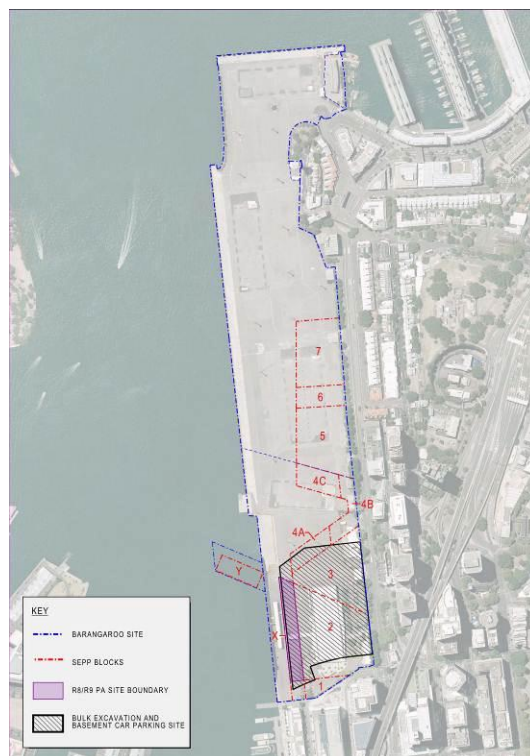 7
6
5
4C
4B
4A
Y
3
2
X
1
KEY
BARANGAROO SITE
SEPP BLOCKS
R8/R9 PA SITE BOUNDARY
BULK EXCAVATION AND
BASEMENT CAR PARKING SITE